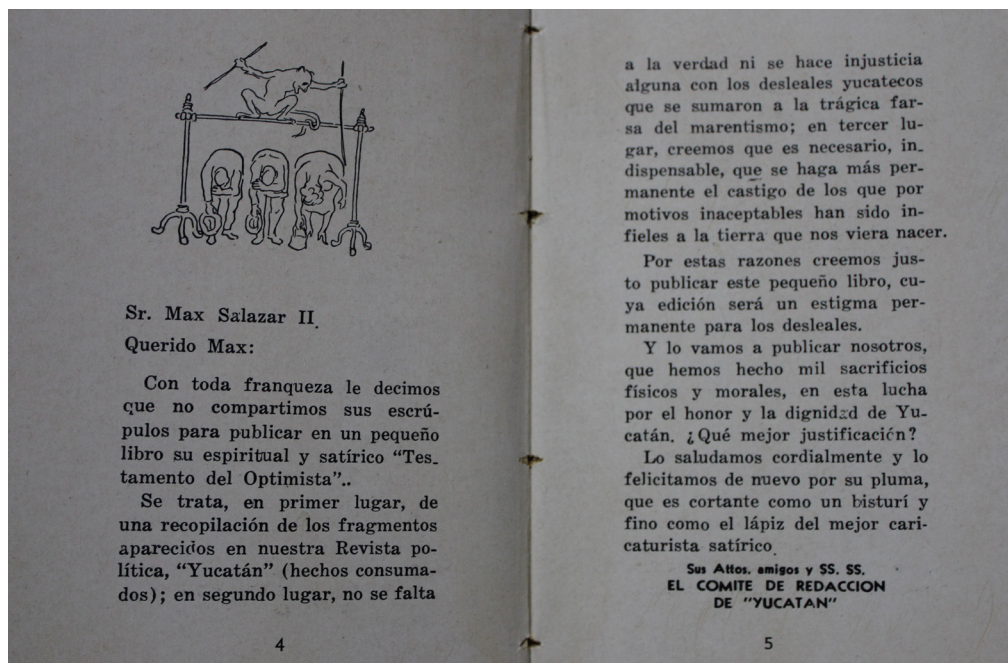 Sr. Max Salazar II.
Querido Max:
Con toda franqueza le decimos
que no compartimos sus escrú-
pulos para publicar en un pequeño
libro su espiritual y satírico “Tes-
tamento del Optimista”..
Se trata, en primer lugar, de
una recopilación de los fragmentos
aparecidos en nuestra Revista po-
lítica, “Yucatán” (hechos consuma-
dos); en segundo lugar, no se falta
4
a la verdad ni se hace injusticia
alguna con los desleales yucatecos
que se sumaron a la trágica far-
sa del marentismo; en tercer lu-
gar, creemos que es necesario, in-
dispensable, que se haga más per-
manente el castigo de los que por
motivos inaceptables han sido in-
fieles a la tierra que nos viera nacer.
Por estas razones creemos jus-
to publicar este pequeño libro, cu-
ya edición será un estigma per-
manente para los desleales.
Y lo vamos a publicar nosotros,
que hemos hecho mil sacrificios
físicos y morales, en esta lucha
por el honor y la dignidad de Yu-
catán. ¿Qué mejor justificación?
Lo saludamos cordialmente y lo
felicitamos de nuevo por su pluma,
que es cortante como un bisturí y
fino como el lápiz del mejor cari-
caturista satírico.
Sus Attos. amigos y SS. SS.
EL COMITE DE REDACCION
DE "YUCATAN"
5